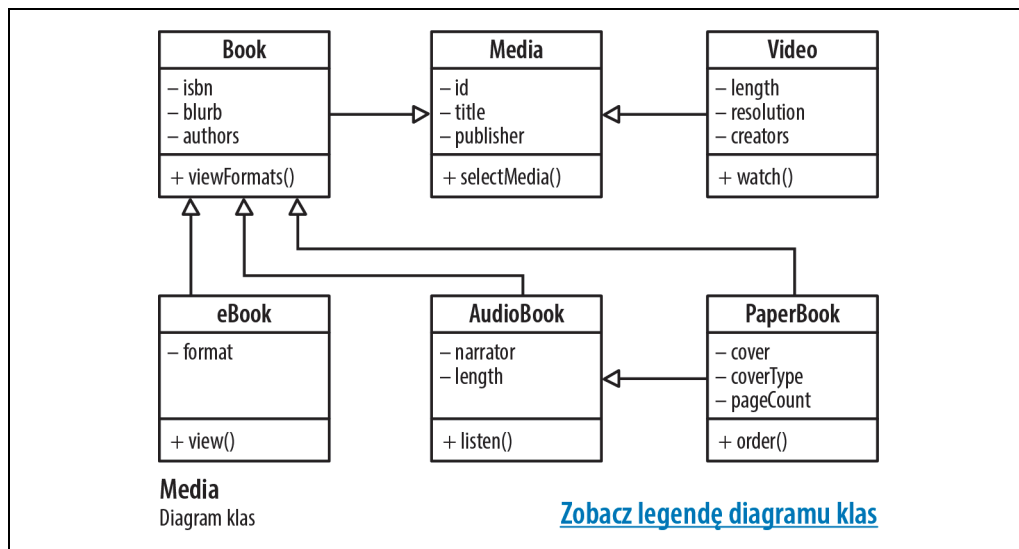 Book
– isbn
– blurb
– authors
+ viewFormats()
Media
– id
– title
– publisher
+ selectMedia()
Video
– length
– resolution
– creators
+ watch()
eBook
– format
+ view()
AudioBook
– narrator
– length
+ listen()
PaperBook
– cover
– coverType
– pageCount
+ order()
Media
Diagram klas
Zobacz legendę diagramu klas